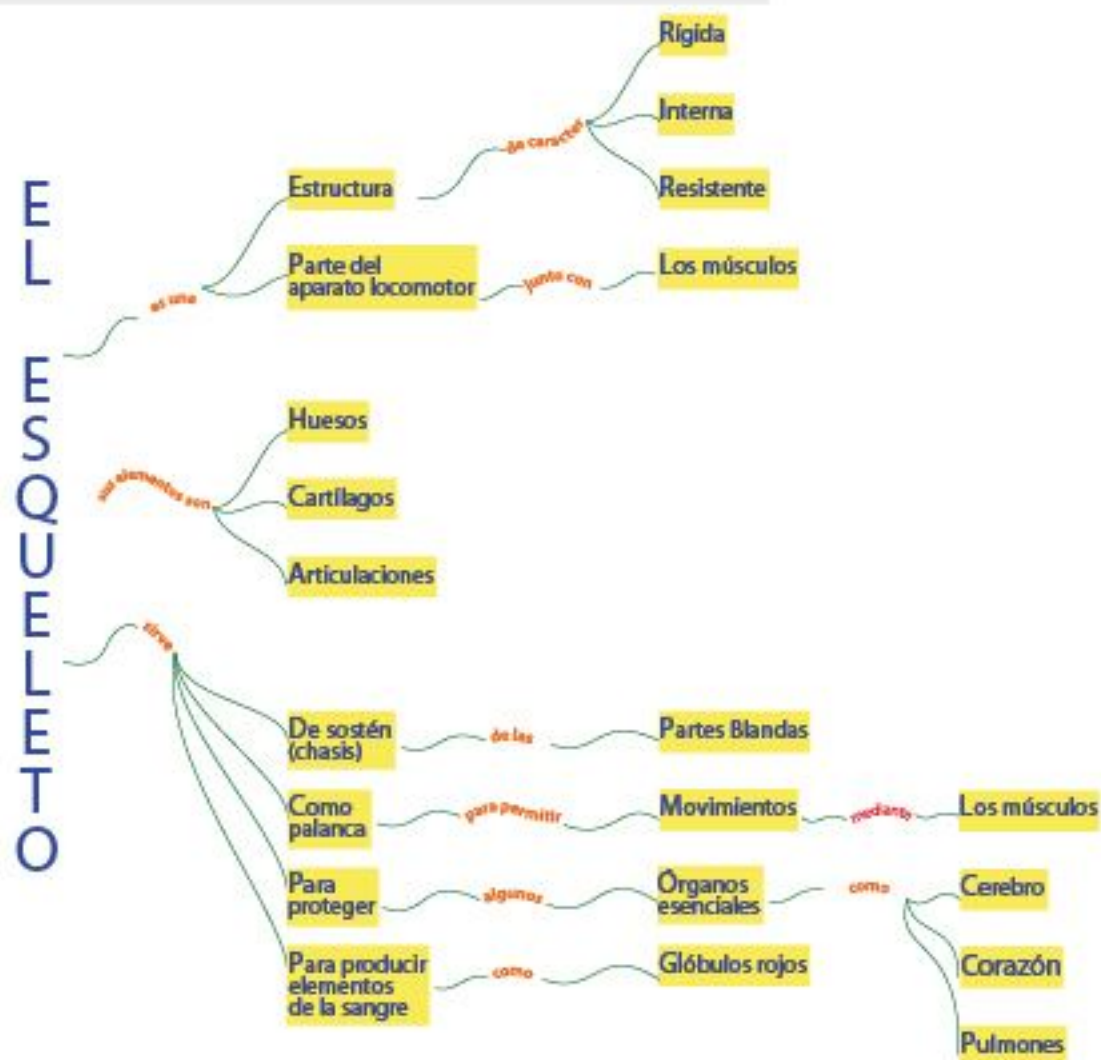 EL ESQUELETO
es una
Estructura
de caracter
Rígida
Interna
Resistente
Parte del
aparato locomotor
junto con
Los músculos
sus elementos son
Huesos
Cartílagos
Articulaciones
sirve
De sostén
(chasis)
de las
Partes Blandas
Como
palanca
para permitir
Movimientos
mediante
Los músculos
Para
proteger
algunos
Órganos
esenciales
como
Cerebro
Corazón
Pulmones
Para producir
elementos
de la sangre
como
Glóbulos rojos